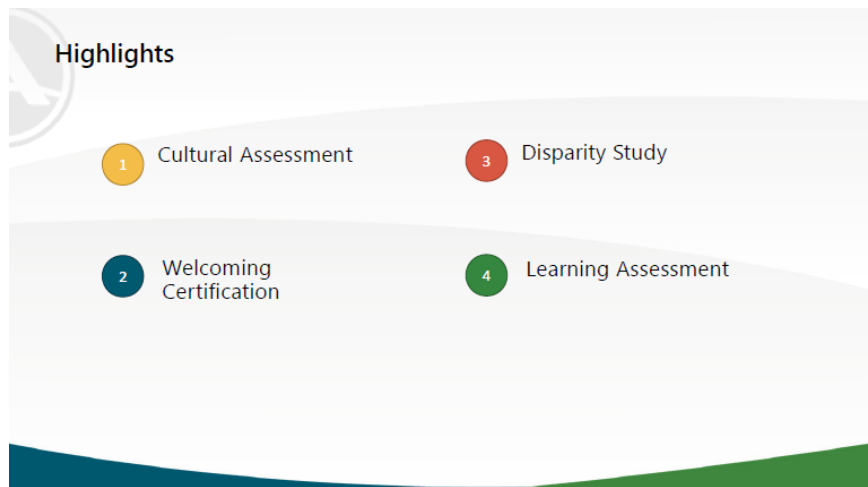 Highlights
1
Cultural Assessment
2
Welcoming
Certification
3
Disparity Study
4
Learning Assessment